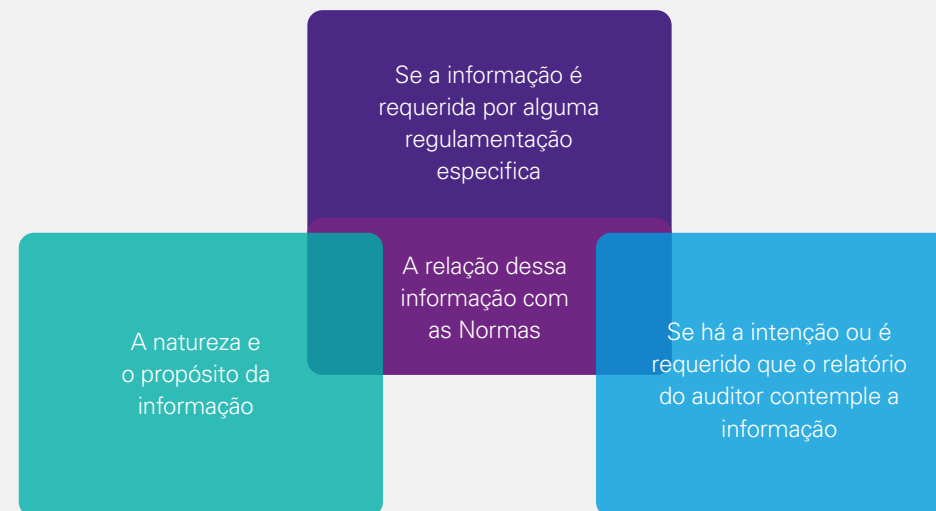 Se a informação é
requerida por alguma
regulamentação
especifica
A relação dessa
informação com
as Normas
A natureza e
o propósito da
informação
Se há a intenção ou é
requerido que o relatório
do auditor contemple a
informação